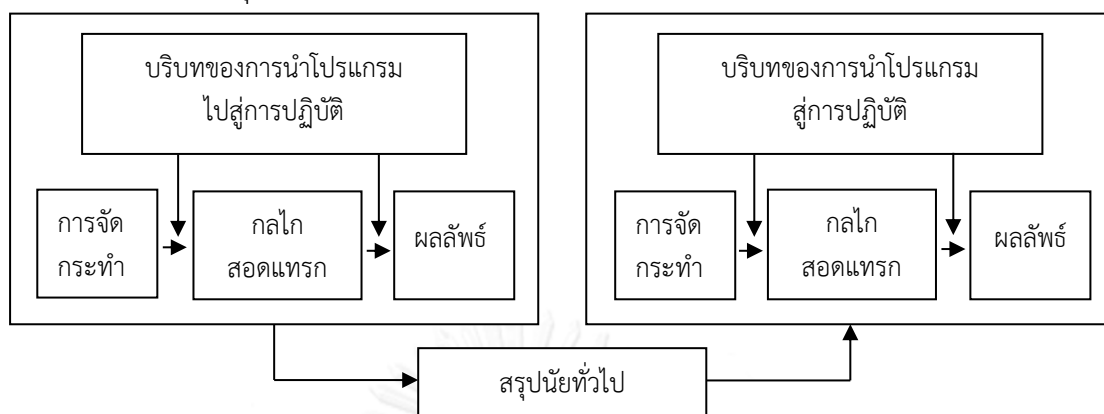 บริบทของการนำโปรแกรม
ไปสู่การปฏิบัติ
การจัด
กระทำ
กลไก
สอดแทรก
ผลลัพธ์
บริบทของการนำโปรแกรม
สู่การปฏิบัติ
การจัด
กระทำ
กลไก
สอดแทรก
ผลลัพธ์
สรุปนัยทั่วไป